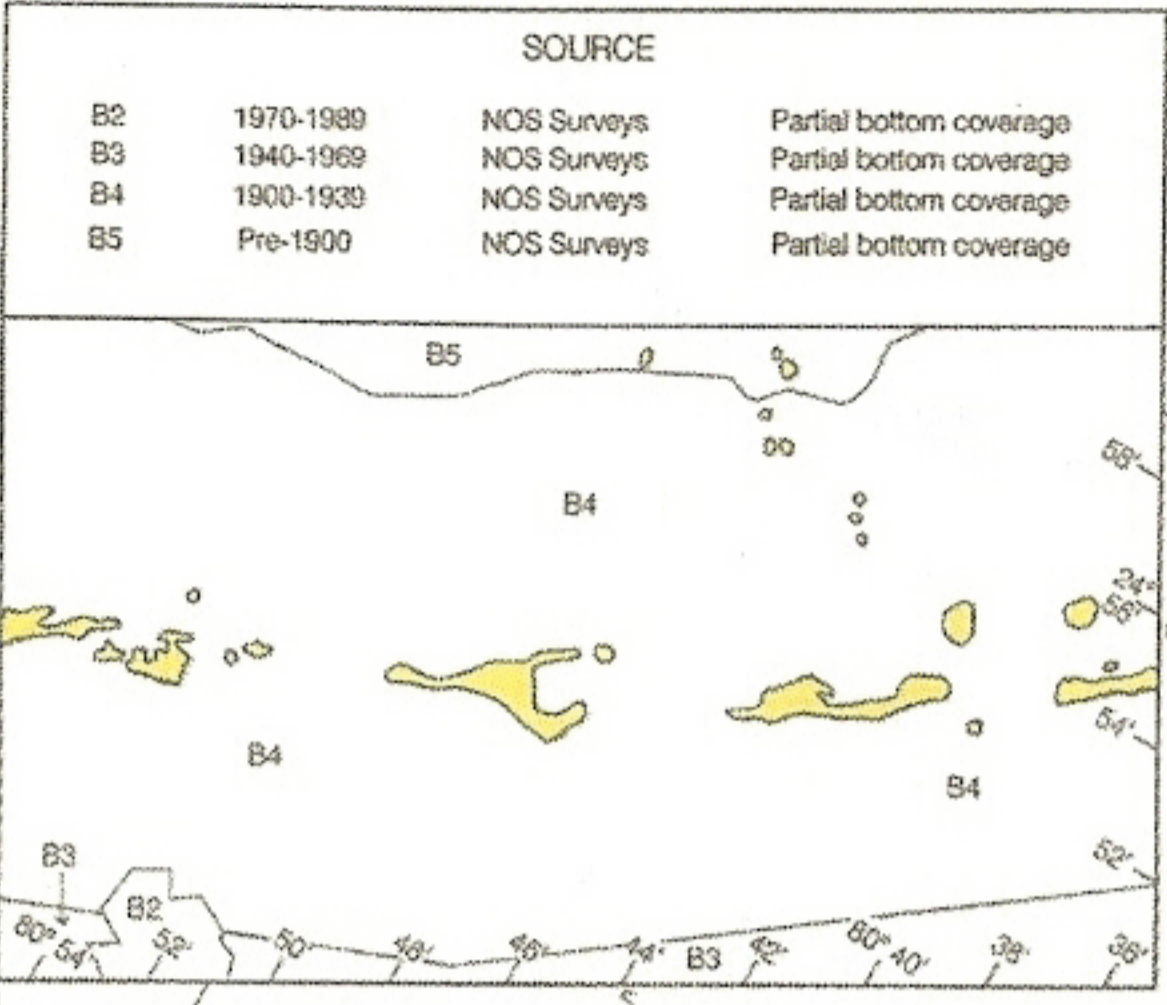 SOURCE
B2 1970-1989 NOS Surveys Partial bottom coverage
B3 1940-1969 NOS Surveys Partial bottom coverage
B4 1900-1939 NOS Surveys Partial bottom coverage
B5 Pre-1900 NOS Surveys Partial bottom coverage
B5
58'
B4
24°
56'
54'
B4
B4
52'
B3
B2
80° 54' 52' 50' 48' 46' 44' B3 42' 80° 40' 38' 36'